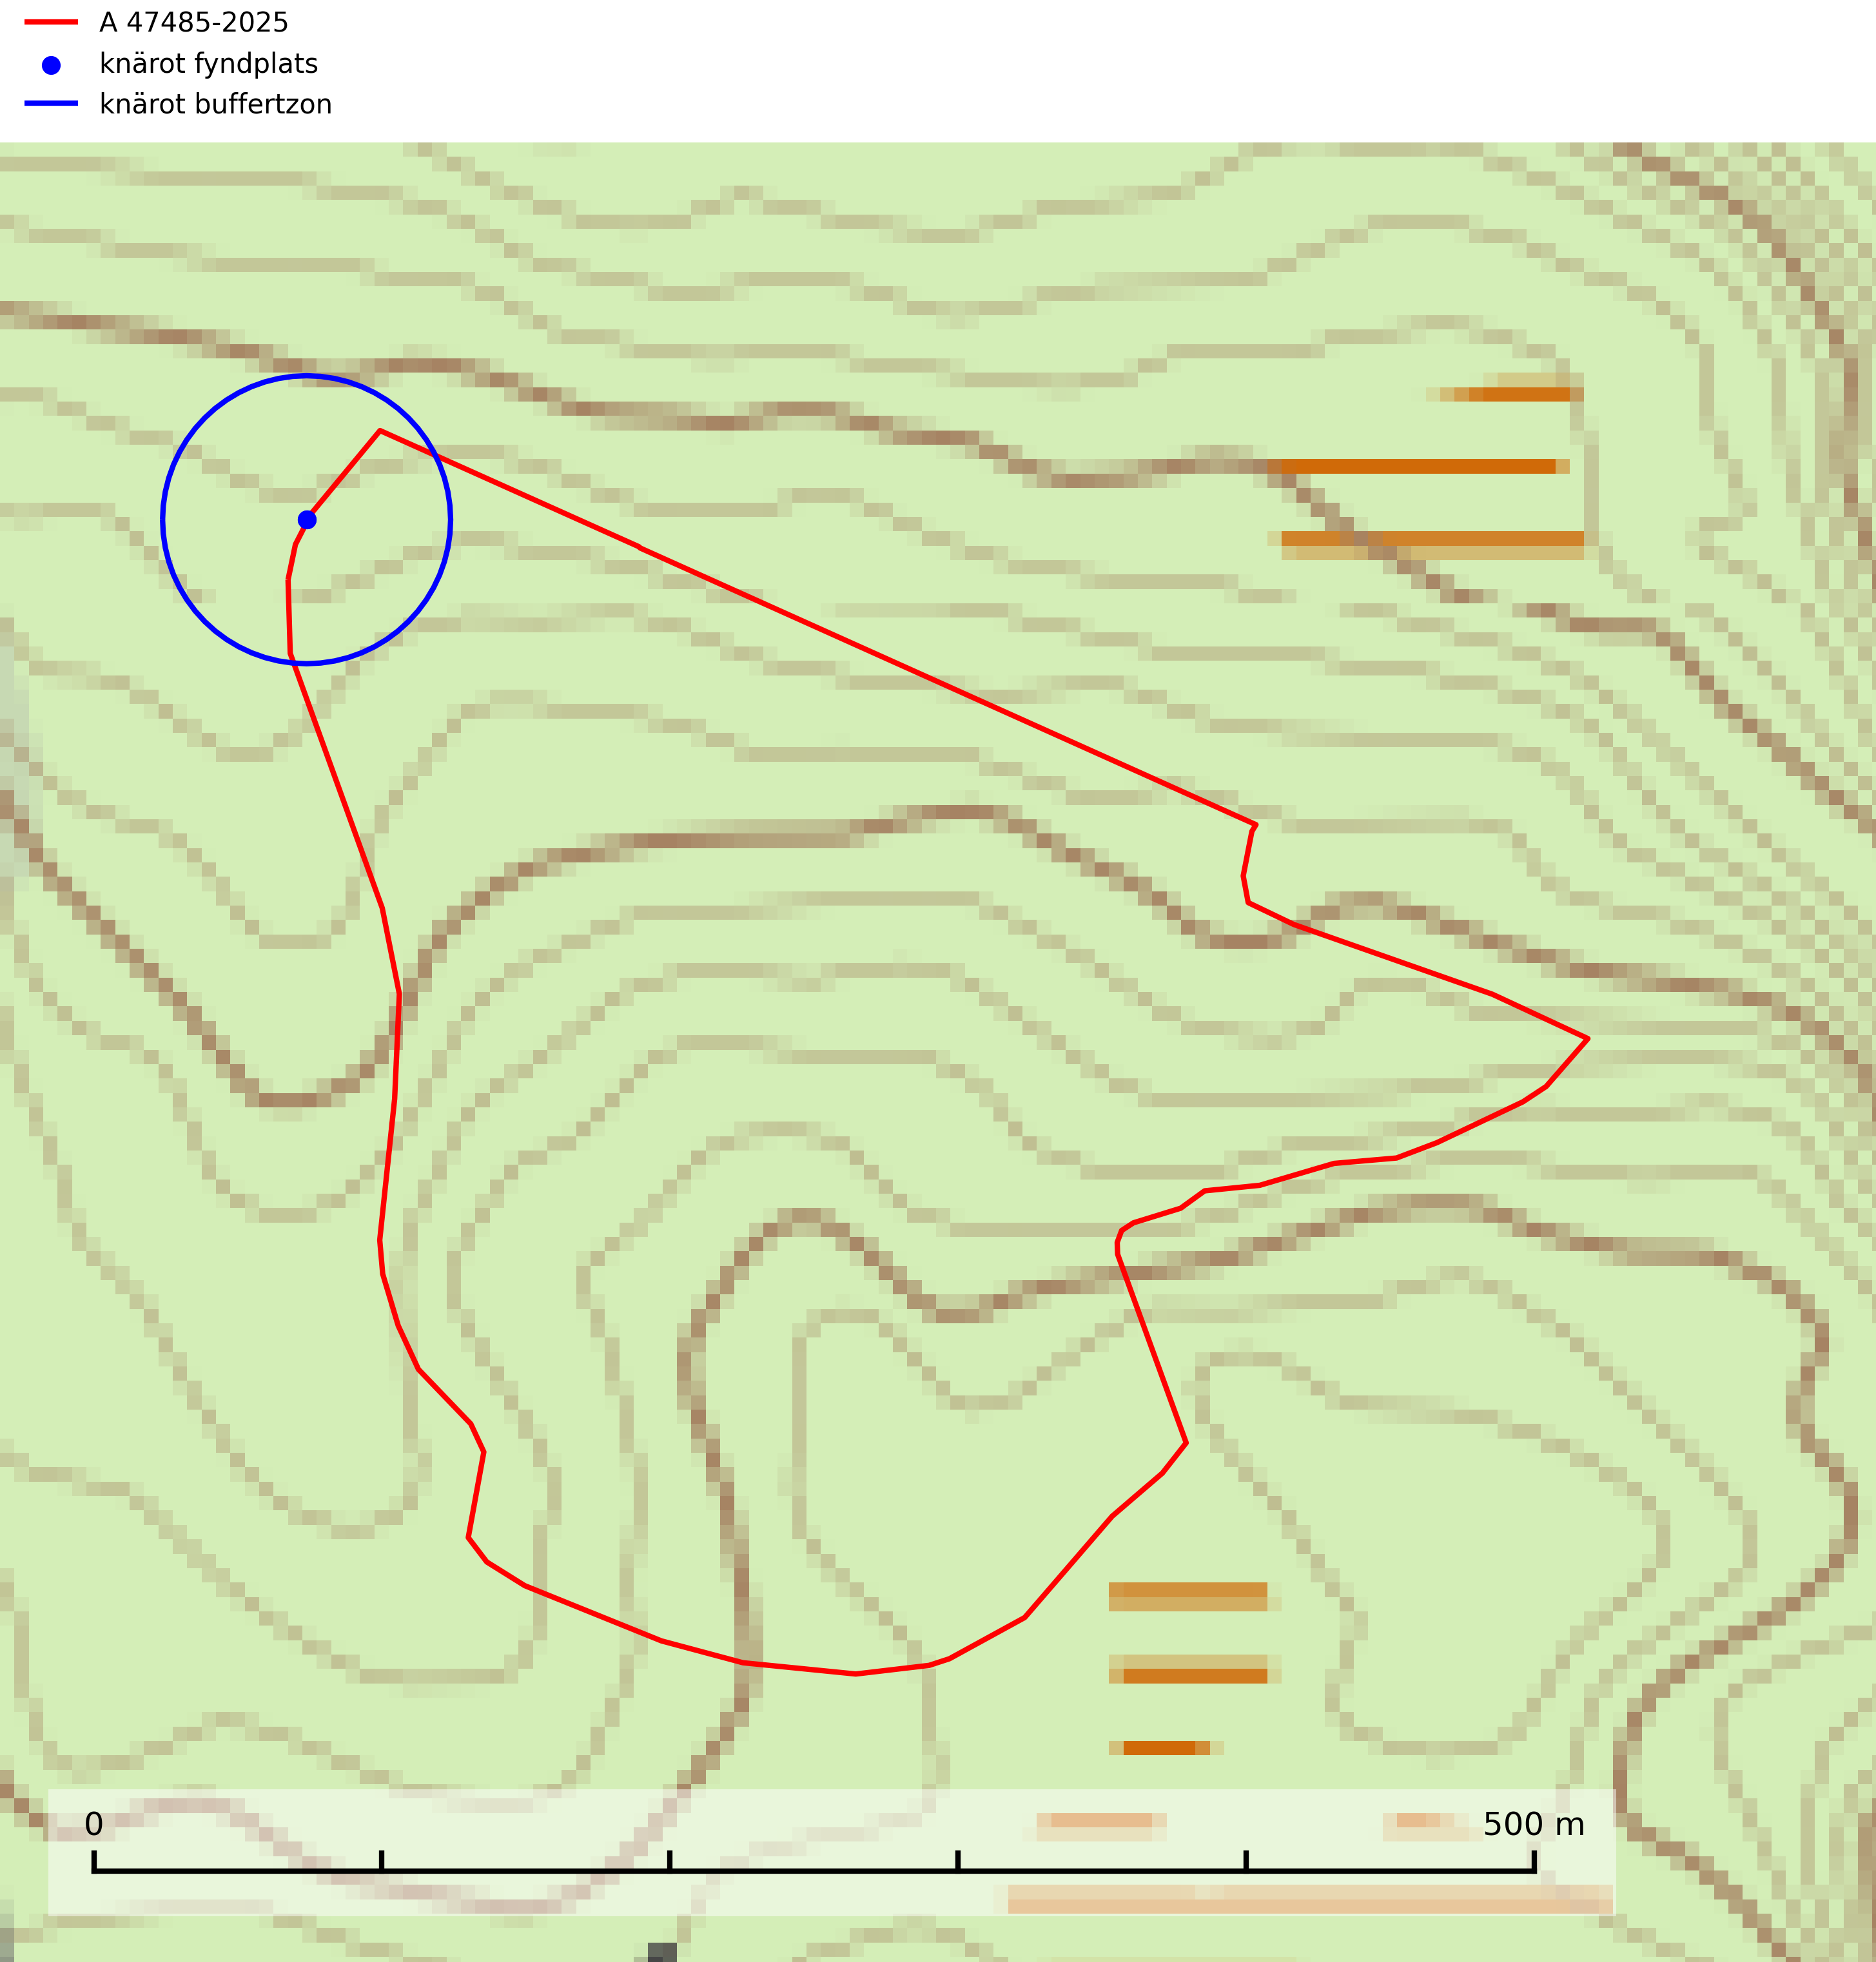 A 47485-2025
knärot fyndplats
knärot buffertzon
0
500 m